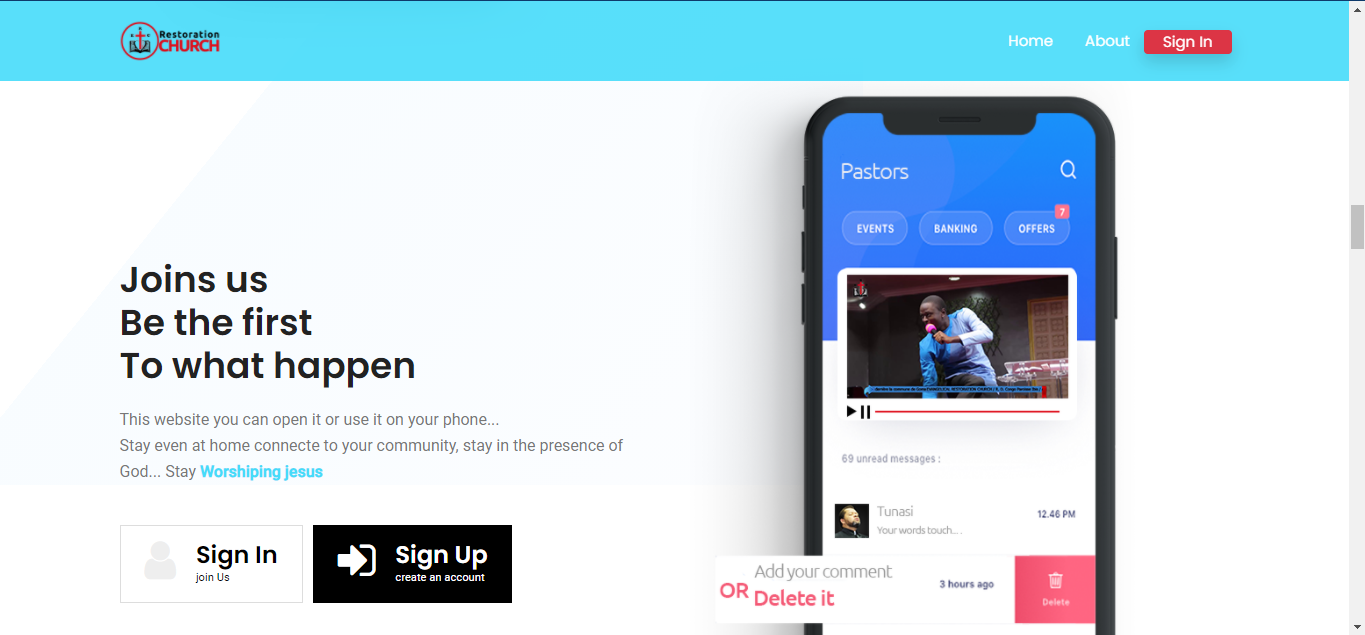 Restoration
CHURCH
Home About Sign In
Pastors
7
EVENTS BANKING OFFERS
Joins us
Be the first
To what happen
This website you can open it or use it on your phone...
Stay even at home connecte to your community, stay in the presence of
God... Stay Worshiping jesus
69 unread messages :
Tunasi 12.46 PM
Your words touch....
Sign In
join Us
Sign Up
create an account
Add your comment
OR Delete it
3 hours ago
Delete